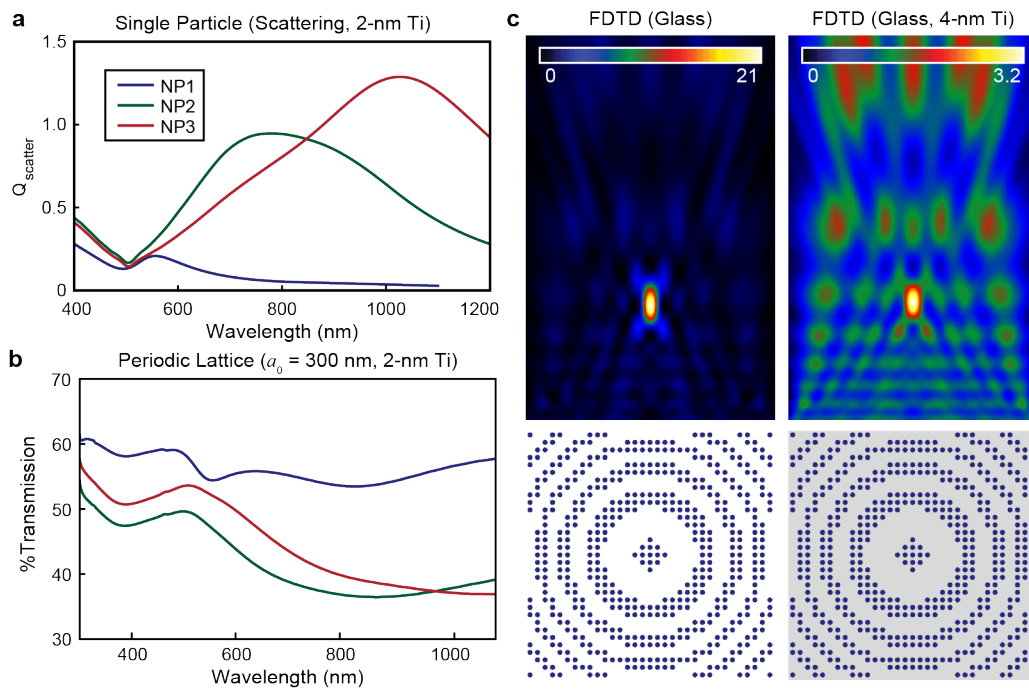 a
Single Particle (Scattering, 2-nm Ti)
1.5
1.0
0.5
0
Q_scatter
NP1
NP2
NP3
400
600
800
1000
1200
Wavelength (nm)
b
Periodic Lattice (a₀ = 300 nm, 2-nm Ti)
70
60
50
40
30
%Transmission
400
600
800
1000
Wavelength (nm)
c
FDTD (Glass)
0
21
FDTD (Glass, 4-nm Ti)
0
3.2